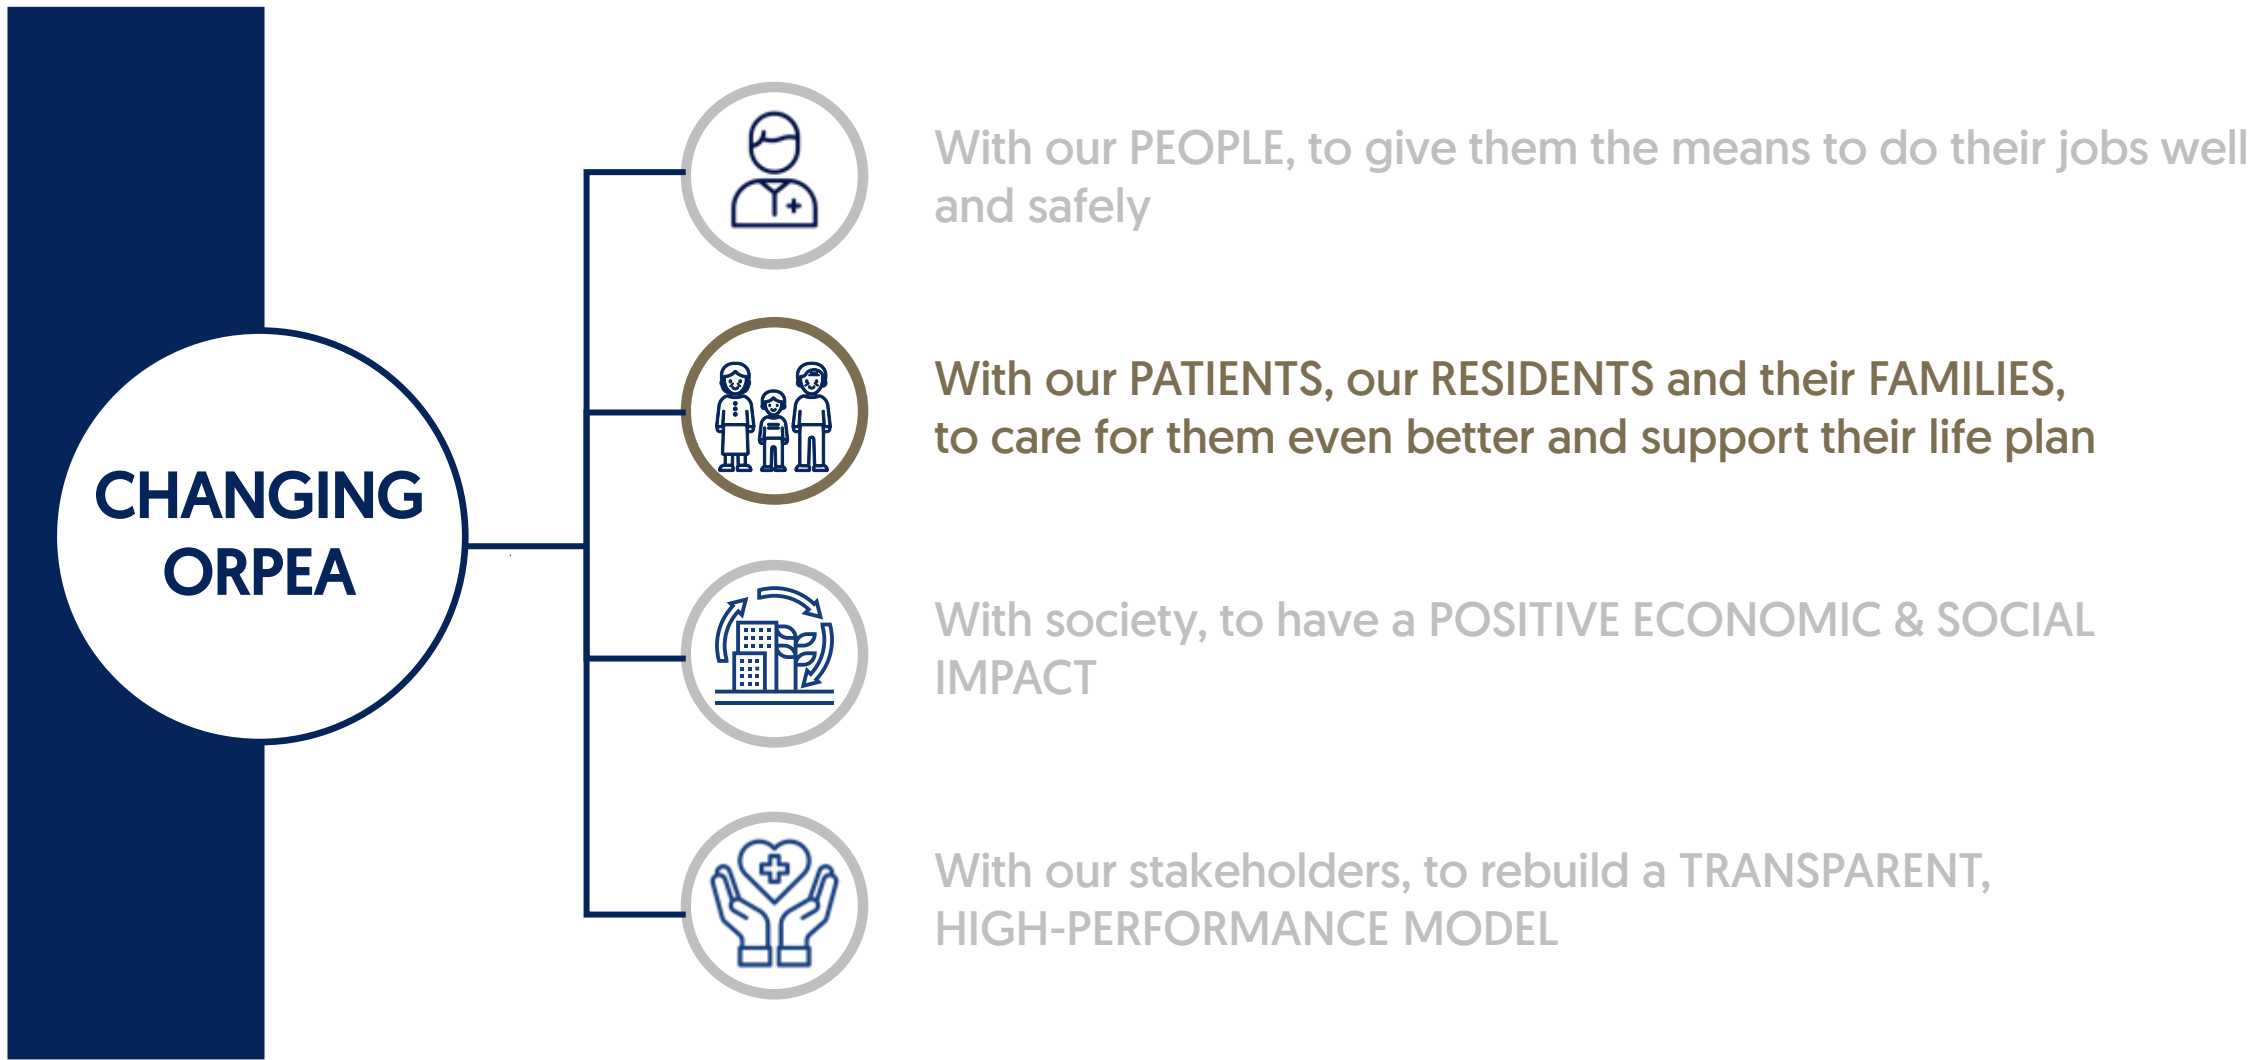 CHANGING
ORPEA
With our PEOPLE, to give them the means to do their jobs well
and safely
With our PATIENTS, our RESIDENTS and their FAMILIES,
to care for them even better and support their life plan
With society, to have a POSITIVE ECONOMIC & SOCIAL
IMPACT
With our stakeholders, to rebuild a TRANSPARENT,
HIGH-PERFORMANCE MODEL